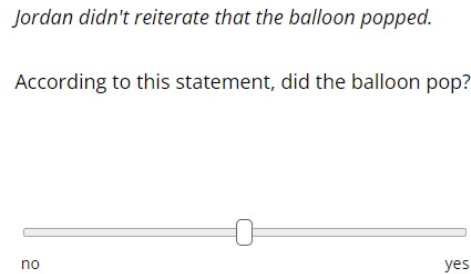 Jordan didn't reiterate that the balloon popped.
According to this statement, did the balloon pop?
no yes